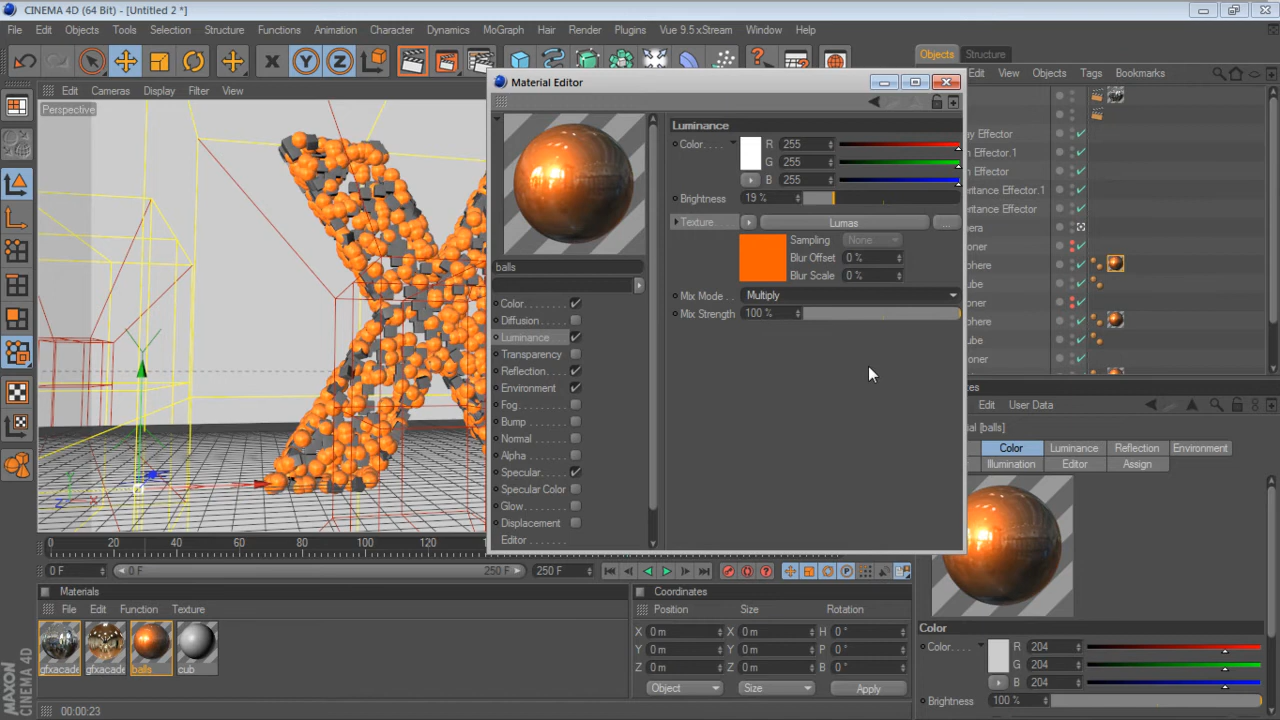 CINEMA 4D (64 Bit) - [Untitled 2 *]
File Edit Objects Tools Selection Structure Functions Animation Character Dynamics MoGraph Hair Render Plugins Vue 9.5 xStream Window Help
Objects Structure
Edit View Objects Tags Bookmarks
Edit Cameras Display Filter View
Perspective
Material Editor
Luminance
Color R 255
G 255
B 255
Brightness 19 %
Texture Lumas ...
Sampling None
Blur Offset 0 %
Blur Scale 0 %
Mix Mode Multiply
Mix Strength 100 %
balls
Color
Diffusion
Luminance
Transparency
Reflection
Environment
Fog
Bump
Normal
Alpha
Specular
Specular Color
Glow
Displacement
Editor
Effector
Effector.1
Effector
Effector.1
Effector
Edit User Data
[balls]
Color Luminance Reflection Environment
Illumination Editor Assign
Color
Color R 204
G 204
B 204
Brightness 100 %
0 20 40 60 80 100 120
0 F 0 F 250 F 250 F
Materials
File Edit Function Texture
gfxacade gfxacade balls cub
Coordinates
Position Size Rotation
X 0 m X 0 m H 0 °
Y 0 m Y 0 m P 0 °
Z 0 m Z 0 m B 0 °
Object Size Apply
MAXON
CINEMA 4D
00:00:23